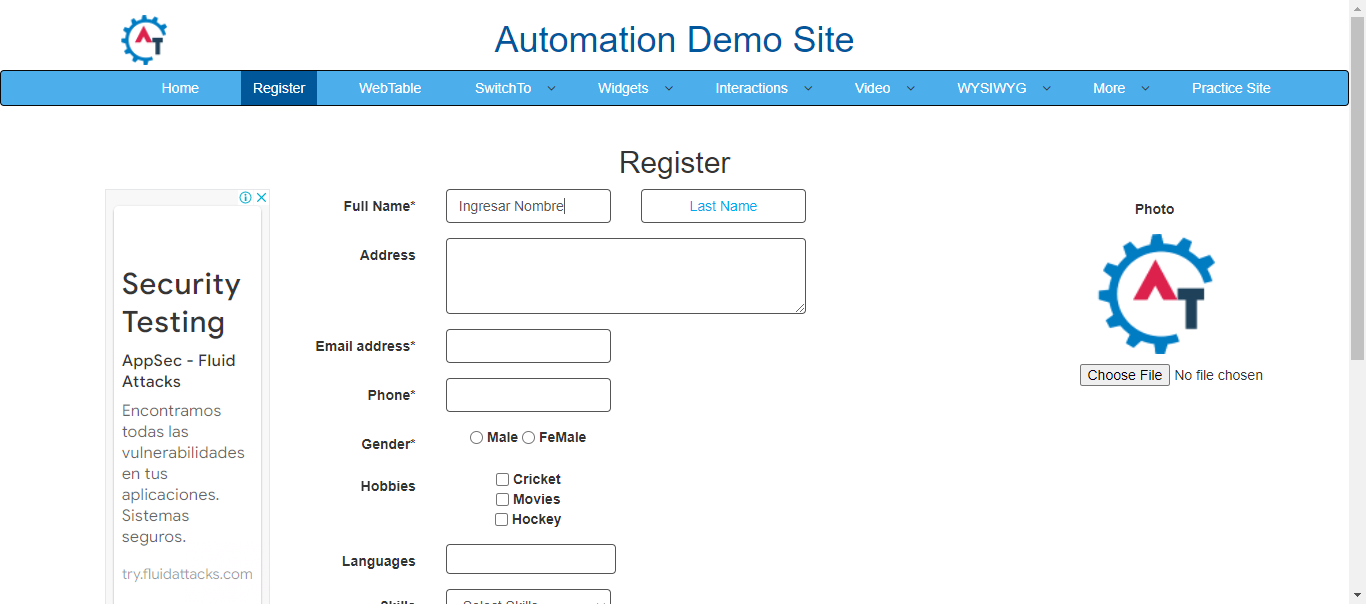 AT
Automation Demo Site
Home Register WebTable SwitchTo Widgets Interactions Video WYSIWYG More Practice Site
Register
Security
Testing
AppSec - Fluid
Attacks
Encontramos
todas las
vulnerabilidades
en tus
aplicaciones.
Sistemas
seguros.
try.fluidattacks.com
Full Name* Ingresar Nombre Last Name
Address
Email address*
Phone*
Gender* Male FeMale
Hobbies Cricket
Movies
Hockey
Languages
Skills Select Skills
Photo
AT
Choose File No file chosen